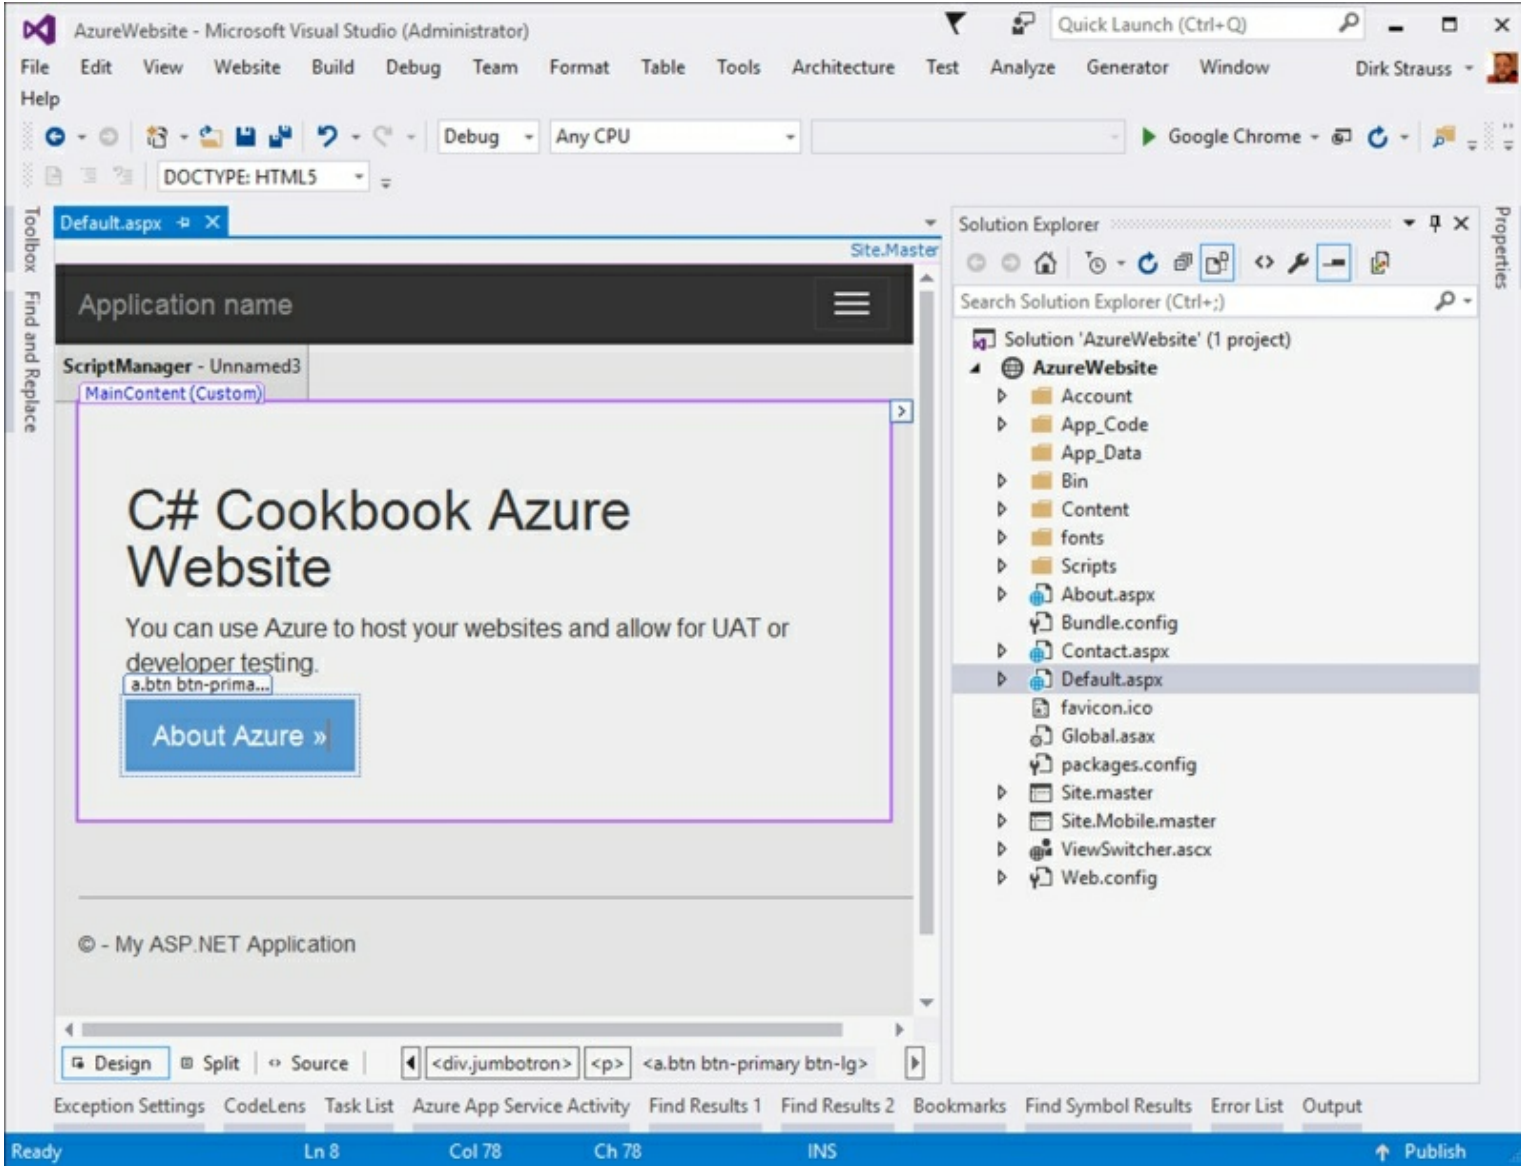 AzureWebsite - Microsoft Visual Studio (Administrator)
Quick Launch (Ctrl+Q)
File Edit View Website Build Debug Team Format Table Tools Architecture Test Analyze Generator Window Dirk Strauss
Help
Debug Any CPU Google Chrome
DOCTYPE: HTML5
Toolbox
Find and Replace
Default.aspx
Site.Master
Application name
ScriptManager - Unnamed3
MainContent (Custom)
C# Cookbook Azure
Website
You can use Azure to host your websites and allow for UAT or
developer testing.
a.btn btn-prima...
About Azure »
© - My ASP.NET Application
Design Split Source <div.jumbotron> <p> <a.btn btn-primary btn-lg>
Solution Explorer
Search Solution Explorer (Ctrl+;)
Solution 'AzureWebsite' (1 project)
AzureWebsite
Account
App_Code
App_Data
Bin
Content
fonts
Scripts
About.aspx
Bundle.config
Contact.aspx
Default.aspx
favicon.ico
Global.asax
packages.config
Site.master
Site.Mobile.master
ViewSwitcher.ascx
Web.config
Properties
Exception Settings CodeLens Task List Azure App Service Activity Find Results 1 Find Results 2 Bookmarks Find Symbol Results Error List Output
Ready Ln 8 Col 78 Ch 78 INS Publish